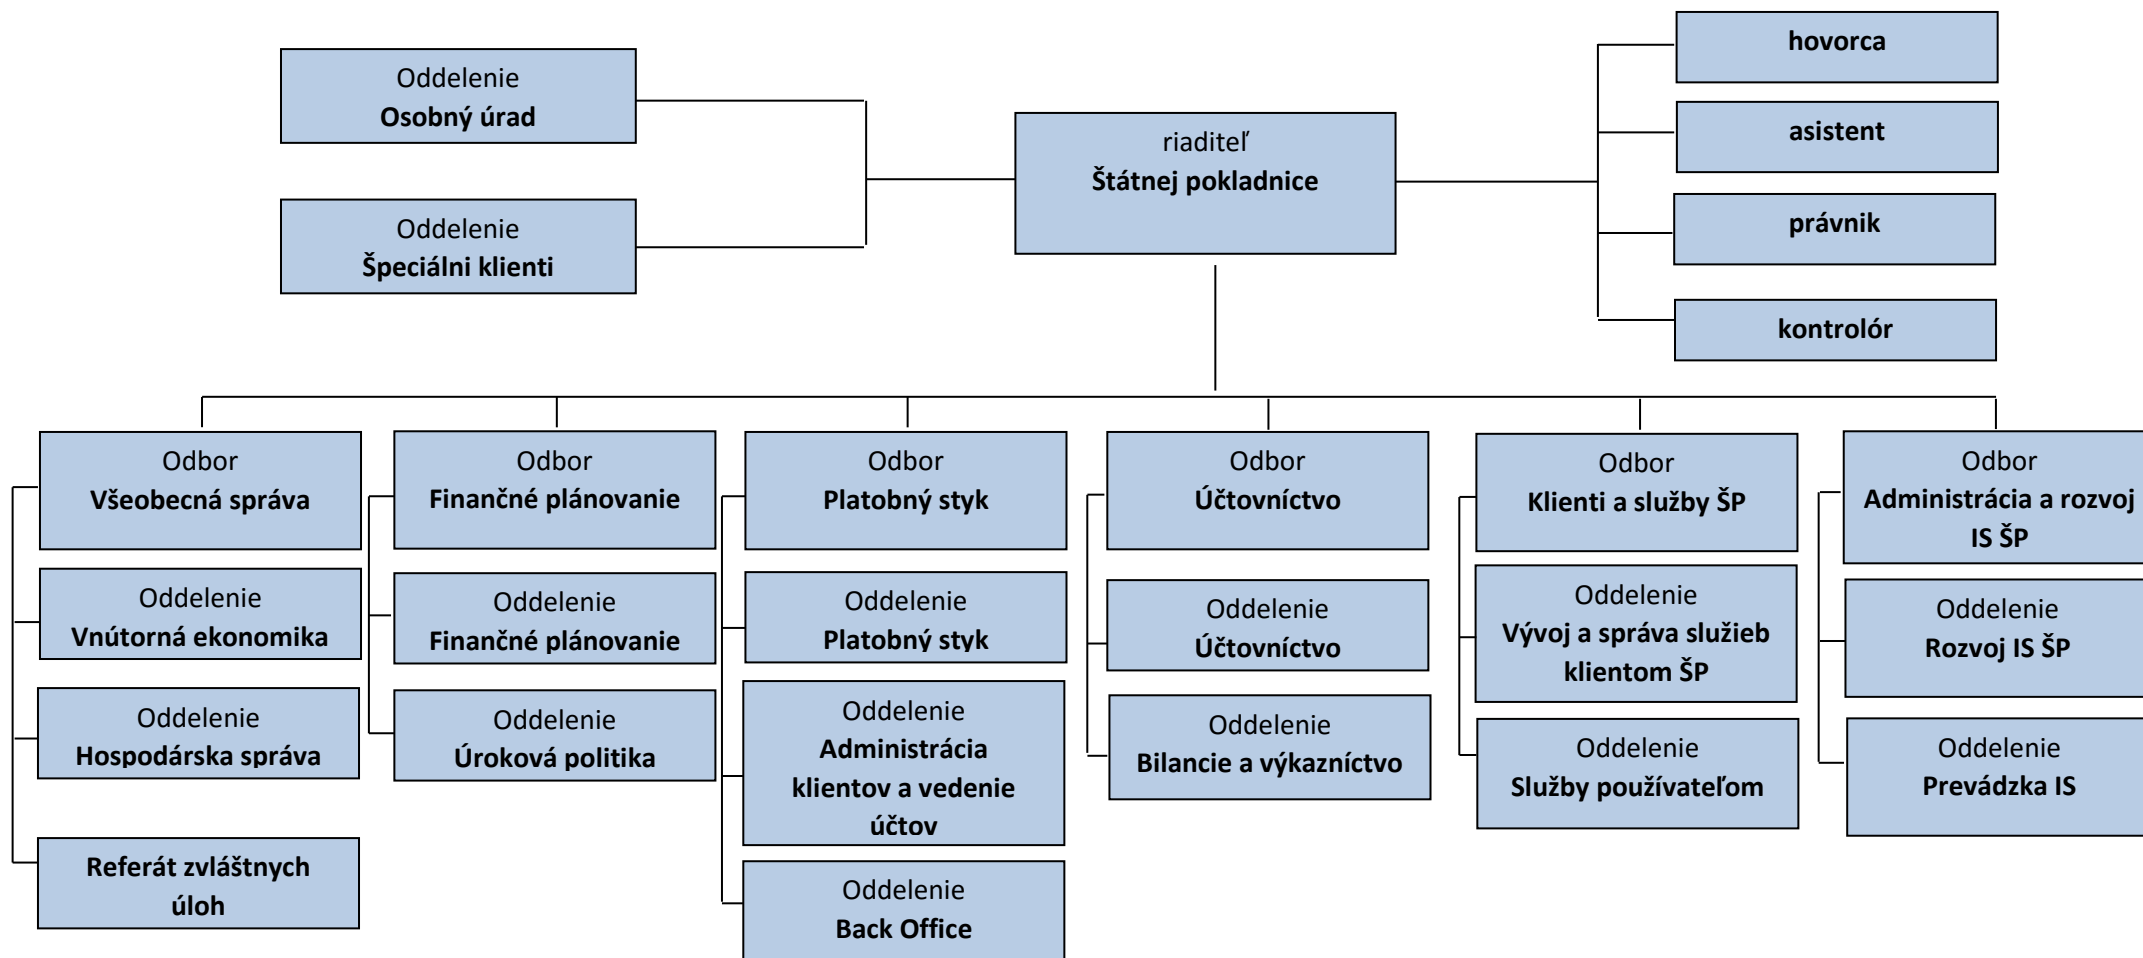 hovorca
Oddelenie
Osobný úrad
asistent
riaditeľ
Štátnej pokladnice
právnik
Oddelenie
Špeciálni klienti
kontrolór
Odbor
Všeobecná správa
Odbor
Finančné plánovanie
Odbor
Platobný styk
Odbor
Účtovníctvo
Odbor
Klienti a služby ŠP
Odbor
Administrácia a rozvoj
IS ŠP
Oddelenie
Vnútorná ekonomika
Oddelenie
Finančné plánovanie
Oddelenie
Platobný styk
Oddelenie
Účtovníctvo
Oddelenie
Vývoj a správa služieb
klientom ŠP
Oddelenie
Rozvoj IS ŠP
Oddelenie
Hospodárska správa
Oddelenie
Úroková politika
Oddelenie
Administrácia
klientov a vedenie
účtov
Oddelenie
Bilancie a výkazníctvo
Oddelenie
Služby používateľom
Oddelenie
Prevádzka IS
Referát zvláštnych
úloh
Oddelenie
Back Office